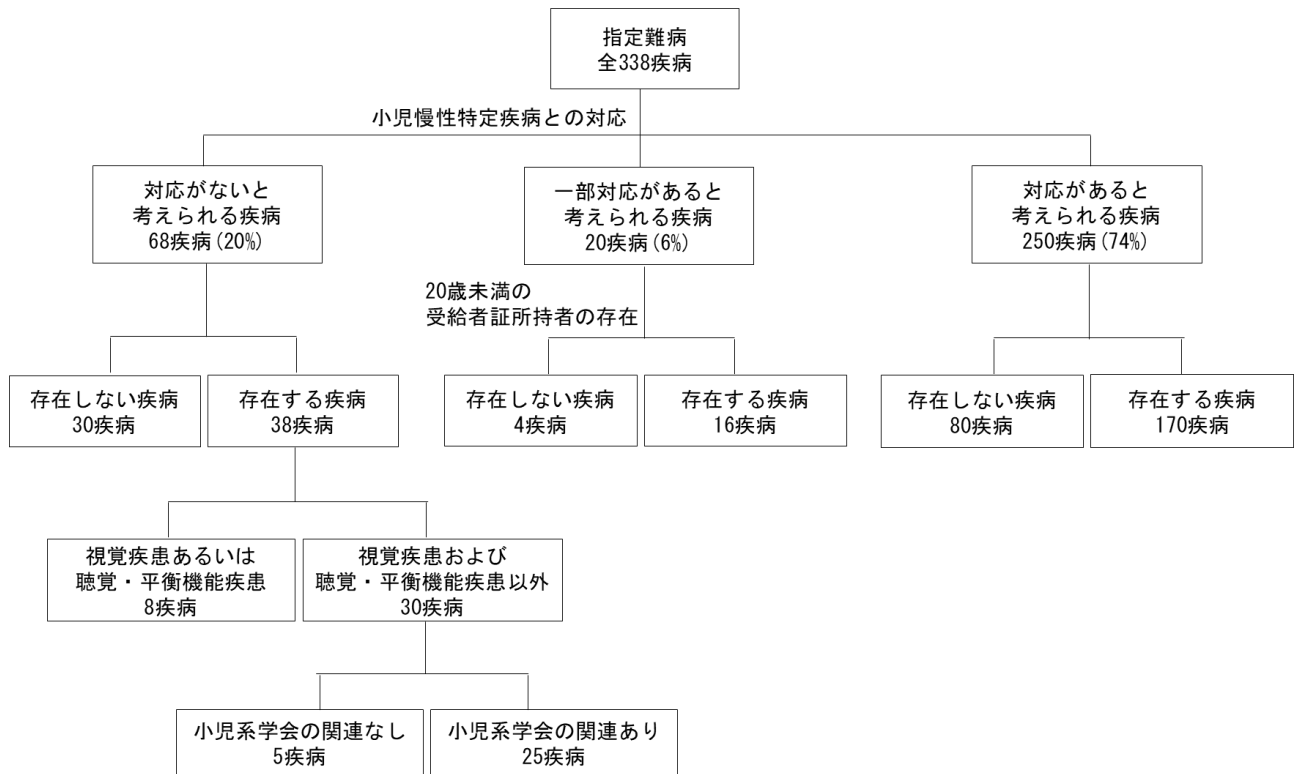 指定難病
全338疾病
小児慢性特定疾病との対応
対応がないと
考えられる疾病
68疾病(20%)
一部対応があると
考えられる疾病
20疾病(6%)
対応があると
考えられる疾病
250疾病(74%)
20歳未満の
受給者証所持者の存在
存在しない疾病
30疾病
存在する疾病
38疾病
存在しない疾病
4疾病
存在する疾病
16疾病
存在しない疾病
80疾病
存在する疾病
170疾病
視覚疾患あるいは
聴覚・平衡機能疾患
8疾病
視覚疾患および
聴覚・平衡機能疾患以外
30疾病
小児系学会の関連なし
5疾病
小児系学会の関連あり
25疾病